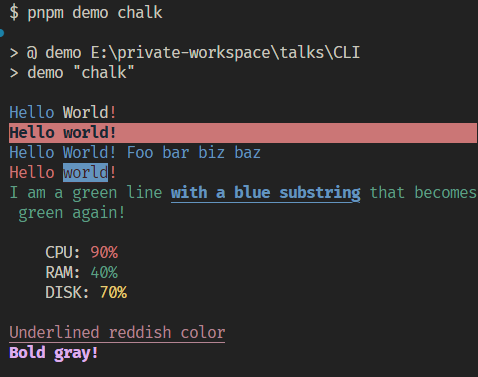 $ pnpm demo chalk
> @ demo E:\private-workspace\talks\CLI
> demo "chalk"
Hello World!
Hello world!
Hello World! Foo bar biz baz
Hello world!
I am a green line with a blue substring that becomes
green again!
CPU: 90%
RAM: 40%
DISK: 70%
Underlined reddish color
Bold gray!